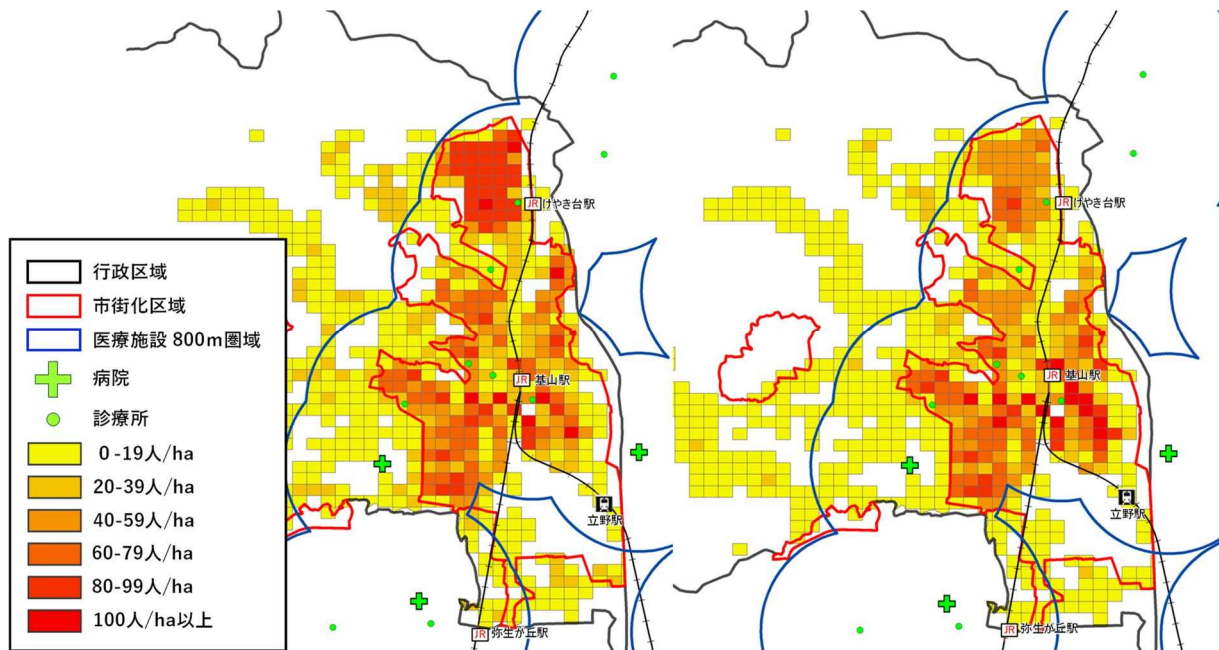 行政区域
市街化区域
医療施設 800m圏域
病院
診療所
0 -19人/ha
20-39人/ha
40-59人/ha
60-79人/ha
80-99人/ha
100人/ha以上
JR けやき台駅
JR 基山駅
立野駅
JR 弥生が丘駅
JR けやき台駅
JR 基山駅
立野駅
JR 弥生が丘駅